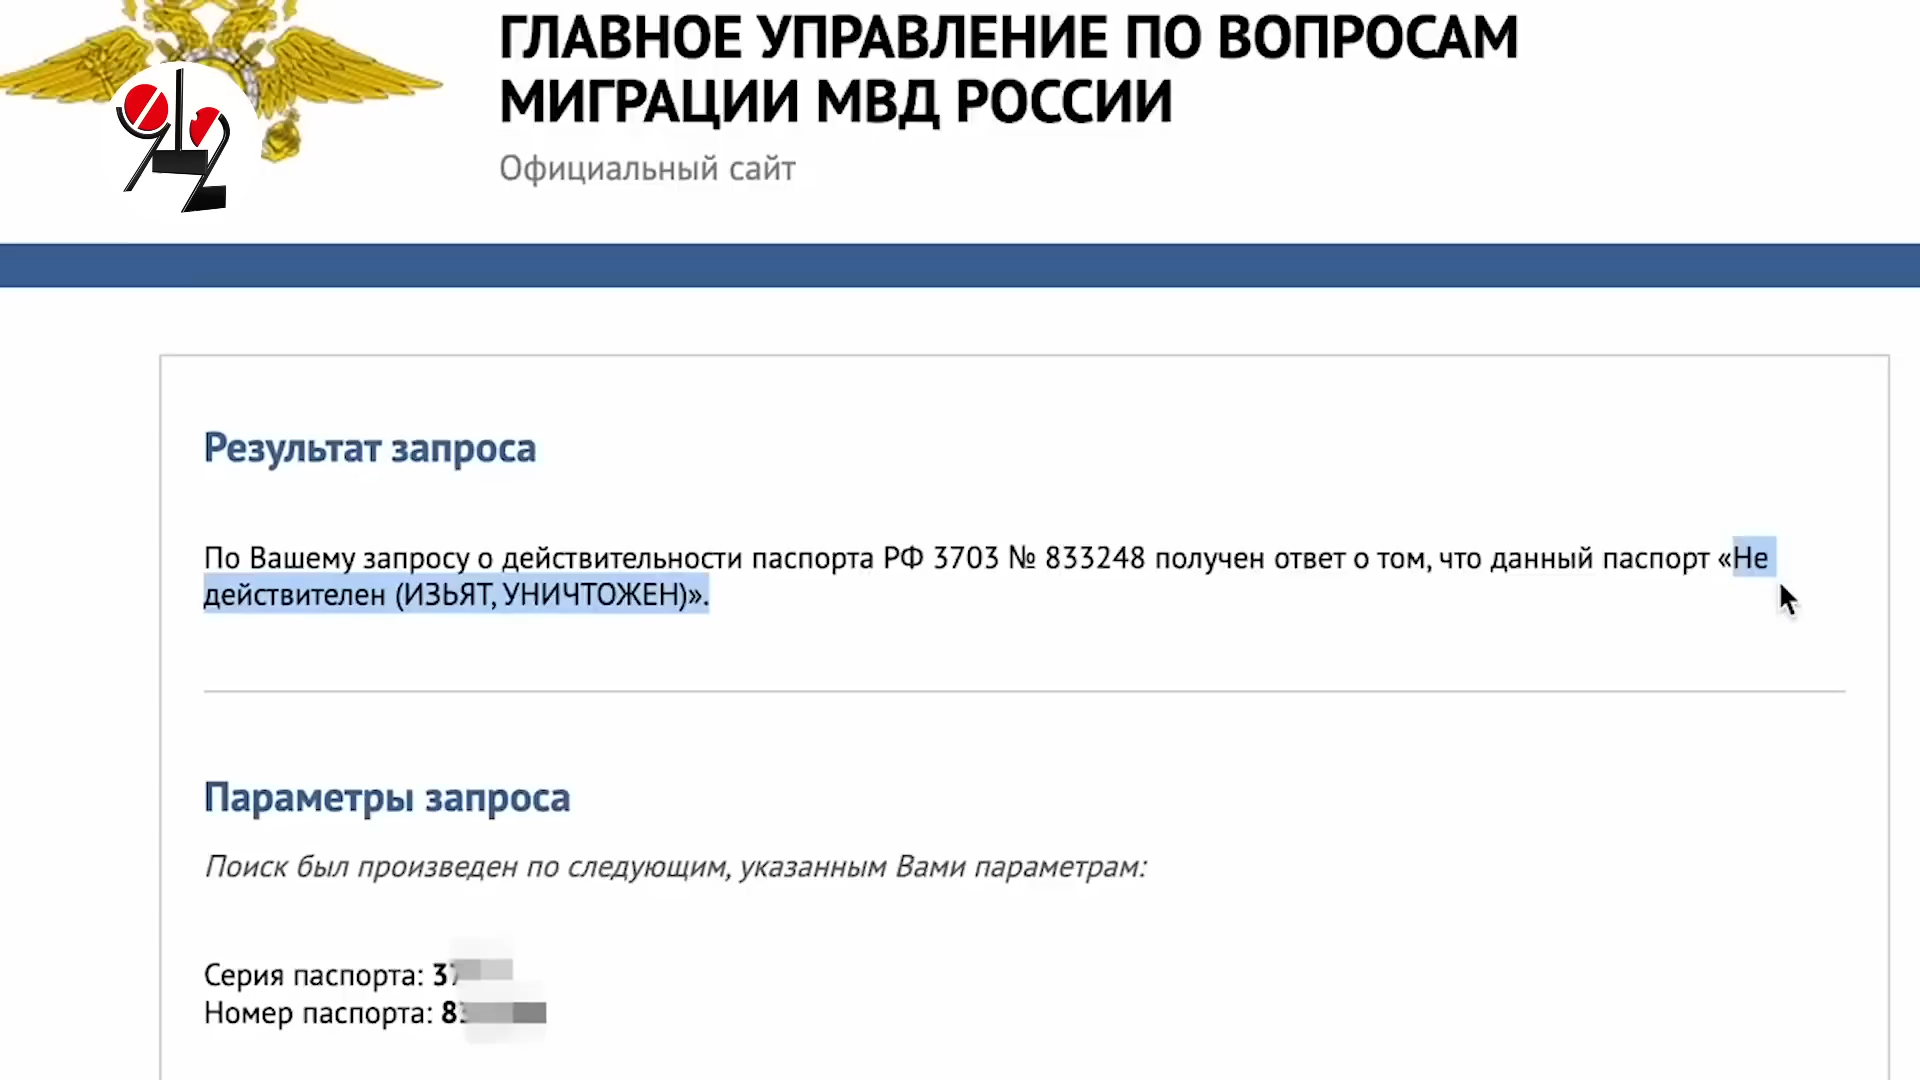 ГЛАВНОЕ УПРАВЛЕНИЕ ПО ВОПРОСАМ
МИГРАЦИИ МВД РОССИИ
Официальный сайт
Результат запроса
По Вашему запросу о действительности паспорта РФ 3703 № 833248 получен ответ о том, что данный паспорт «Не
действителен (ИЗЬЯТ, УНИЧТОЖЕН)».
Параметры запроса
Поиск был произведен по следующим, указанным Вами параметрам:
Серия паспорта:
Номер паспорта: